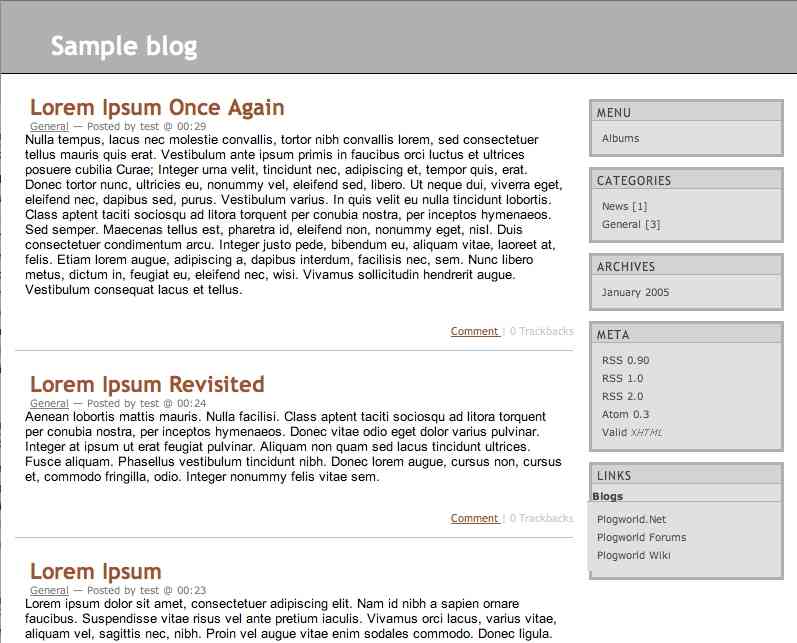 Sample blog
Lorem Ipsum Once Again
General — Posted by test @ 00:29
Nulla tempus, lacus nec molestie convallis, tortor nibh convallis lorem, sed consectetuer
tellus mauris quis erat. Vestibulum ante ipsum primis in faucibus orci luctus et ultrices
posuere cubilia Curae; Integer urna velit, tincidunt nec, adipiscing et, tempor quis, erat.
Donec tortor nunc, ultricies eu, nonummy vel, eleifend sed, libero. Ut neque dui, viverra eget,
eleifend nec, dapibus sed, purus. Vestibulum varius. In quis velit eu nulla tincidunt lobortis.
Class aptent taciti sociosqu ad litora torquent per conubia nostra, per inceptos hymenaeos.
Sed semper. Maecenas tellus est, pharetra id, eleifend non, nonummy eget, nisl. Duis
consectetuer condimentum arcu. Integer justo pede, bibendum eu, aliquam vitae, laoreet at,
felis. Etiam lorem augue, adipiscing a, dapibus interdum, facilisis nec, sem. Nunc libero
metus, dictum in, feugiat eu, eleifend nec, wisi. Vivamus sollicitudin hendrerit augue.
Vestibulum consequat lacus et tellus.
Comment | 0 Trackbacks
Lorem Ipsum Revisited
General — Posted by test @ 00:24
Aenean lobortis mattis mauris. Nulla facilisi. Class aptent taciti sociosqu ad litora torquent
per conubia nostra, per inceptos hymenaeos. Donec vitae odio eget dolor varius pulvinar.
Integer at ipsum ut erat feugiat pulvinar. Aliquam non quam sed lacus tincidunt ultrices.
Fusce aliquam. Phasellus vestibulum tincidunt nibh. Donec lorem augue, cursus non, cursus
et, commodo fringilla, odio. Integer nonummy felis vitae sem.
Comment | 0 Trackbacks
Lorem Ipsum
General — Posted by test @ 00:23
Lorem ipsum dolor sit amet, consectetuer adipiscing elit. Nam id nibh a sapien ornare
faucibus. Suspendisse vitae risus vel ante pretium iaculis. Vivamus orci lacus, varius vitae,
aliquam vel, sagittis nec, nibh. Proin vel augue vitae enim sodales commodo. Donec ligula.
MENU
Albums
CATEGORIES
News [1]
General [3]
ARCHIVES
January 2005
META
RSS 0.90
RSS 1.0
RSS 2.0
Atom 0.3
Valid XHTML
LINKS
Blogs
Plogworld.Net
Plogworld Forums
Plogworld Wiki